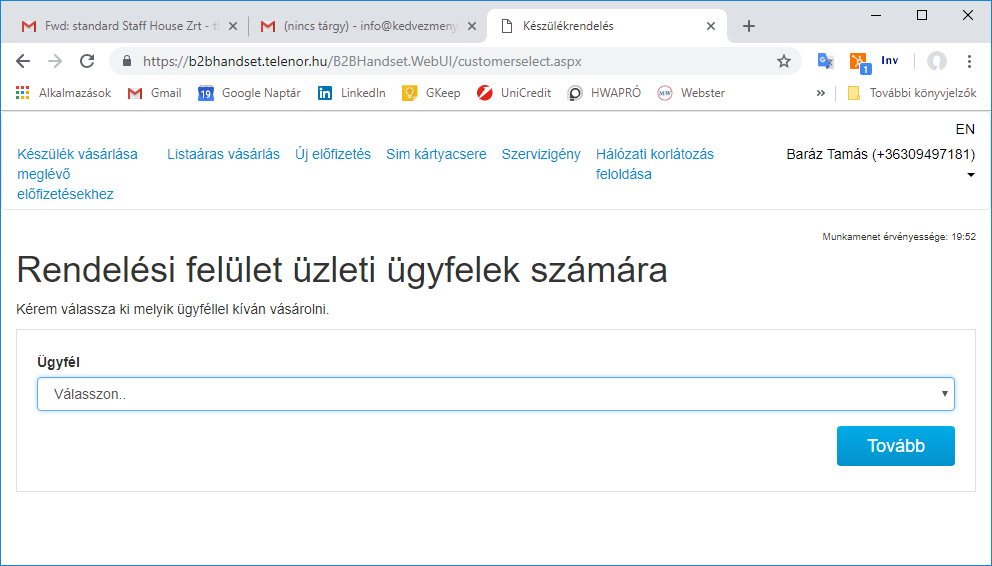 Fwd: standard Staff House Zrt - t
(nincs tárgy) - info@kedvezmeny
Készülékrendelés
https://b2bhandset.telenor.hu/B2BHandset.WebUI/customerselect.aspx
1
Inv
Alkalmazások
Gmail
19
Google Naptár
in
LinkedIn
GKeep
UniCredit
HWAPRÓ
M-W
Webster
»
További könyvjelzők
EN
Készülék vásárlása
meglévő
előfizetésekhez
Listaáras vásárlás
Új előfizetés
Sim kártyacsere
Szervizigény
Hálózati korlátozás
feloldása
Baráz Tamás (+36309497181)
Munkamenet érvényessége: 19:52
Rendelési felület üzleti ügyfelek számára
Kérem válassza ki melyik ügyféllel kíván vásárolni.
Ügyfél
Válasszon..
Tovább